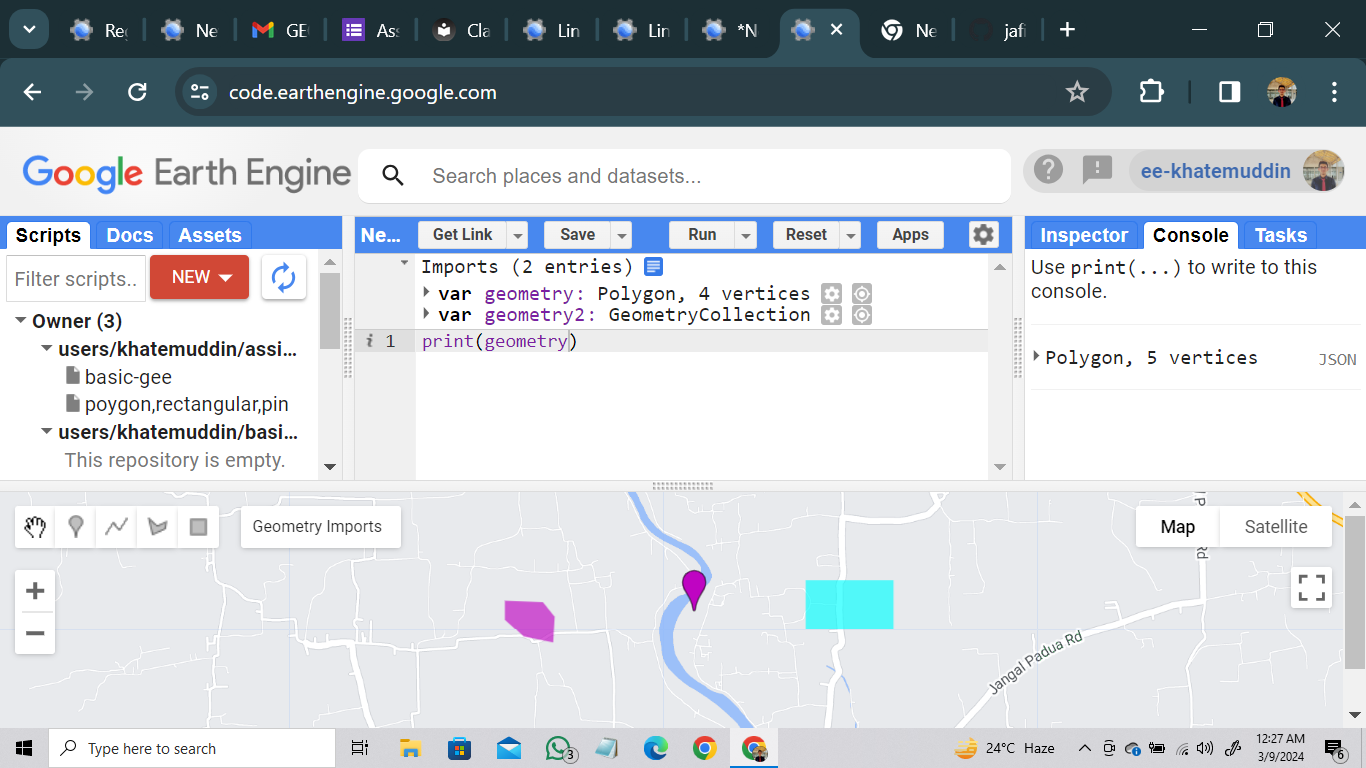 Re
Ne
GE
Ass
Cla
Lin
Lin
*N
Ne
jafi
code.earthengine.google.com
Google Earth Engine
Search places and datasets...
ee-khatemuddin
Scripts
Docs
Assets
Filter scripts..
NEW
Owner (3)
users/khatemuddin/assi...
basic-gee
poygon,rectangular,pin
users/khatemuddin/basi...
This repository is empty.
Ne...
Get Link
Save
Run
Reset
Apps
Imports (2 entries)
var geometry: Polygon, 4 vertices
var geometry2: GeometryCollection
i 1 print(geometry)
Inspector
Console
Tasks
Use print(...) to write to this
console.
Polygon, 5 vertices
JSON
Geometry Imports
Map
Satellite
Jangal Padua Rd
Rd
Type here to search
3
24°C Haze
12:27 AM
3/9/2024
6